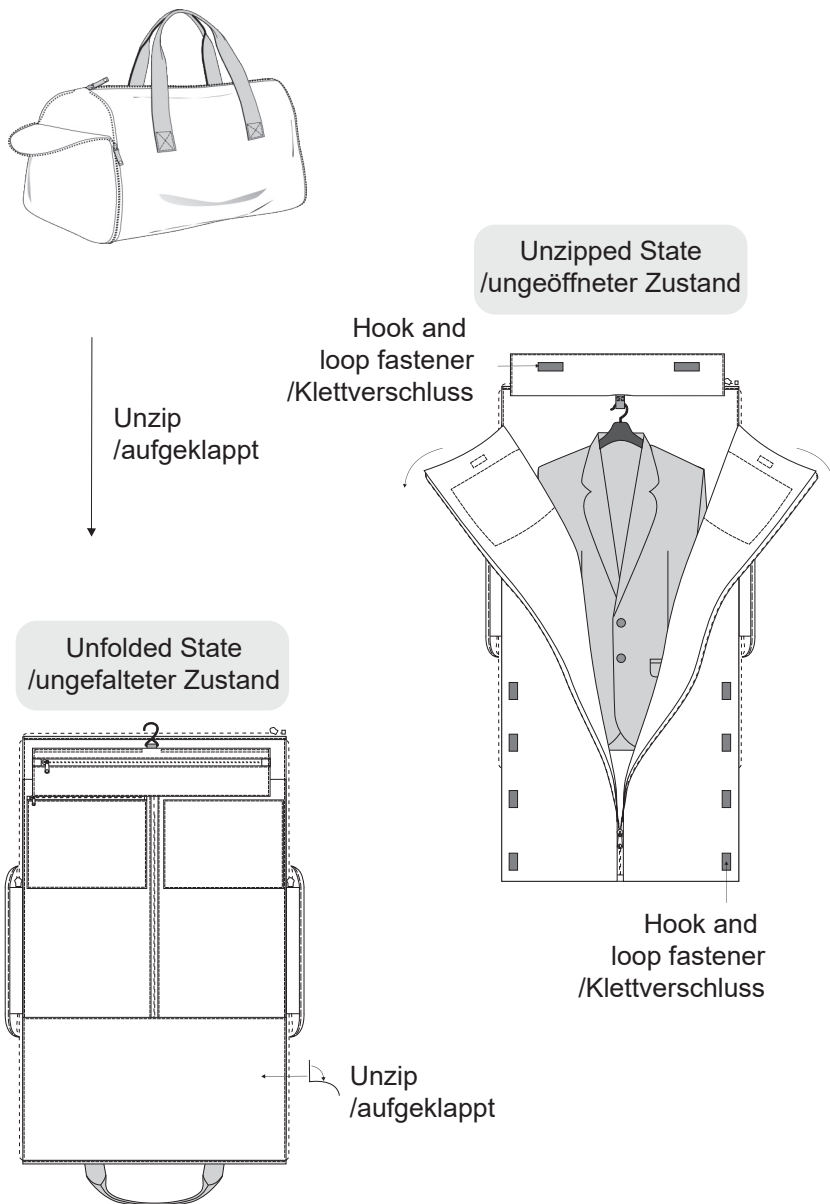 Unzipped State
/ungeöffneter Zustand
Hook and
loop fastener
/Klettverschluss
Unzip
/aufgeklappt
Unfolded State
/ungefalteter Zustand
Hook and
loop fastener
/Klettverschluss
Unzip
/aufgeklappt